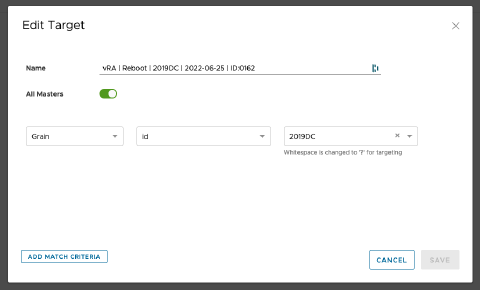 Edit Target
Name
vRA | Reboot | 2019DC | 2022-06-25 | ID:0162
All Masters
Grain
id
2019DC
Whitespace is changed to '?' for targeting
ADD MATCH CRITERIA
CANCEL
SAVE